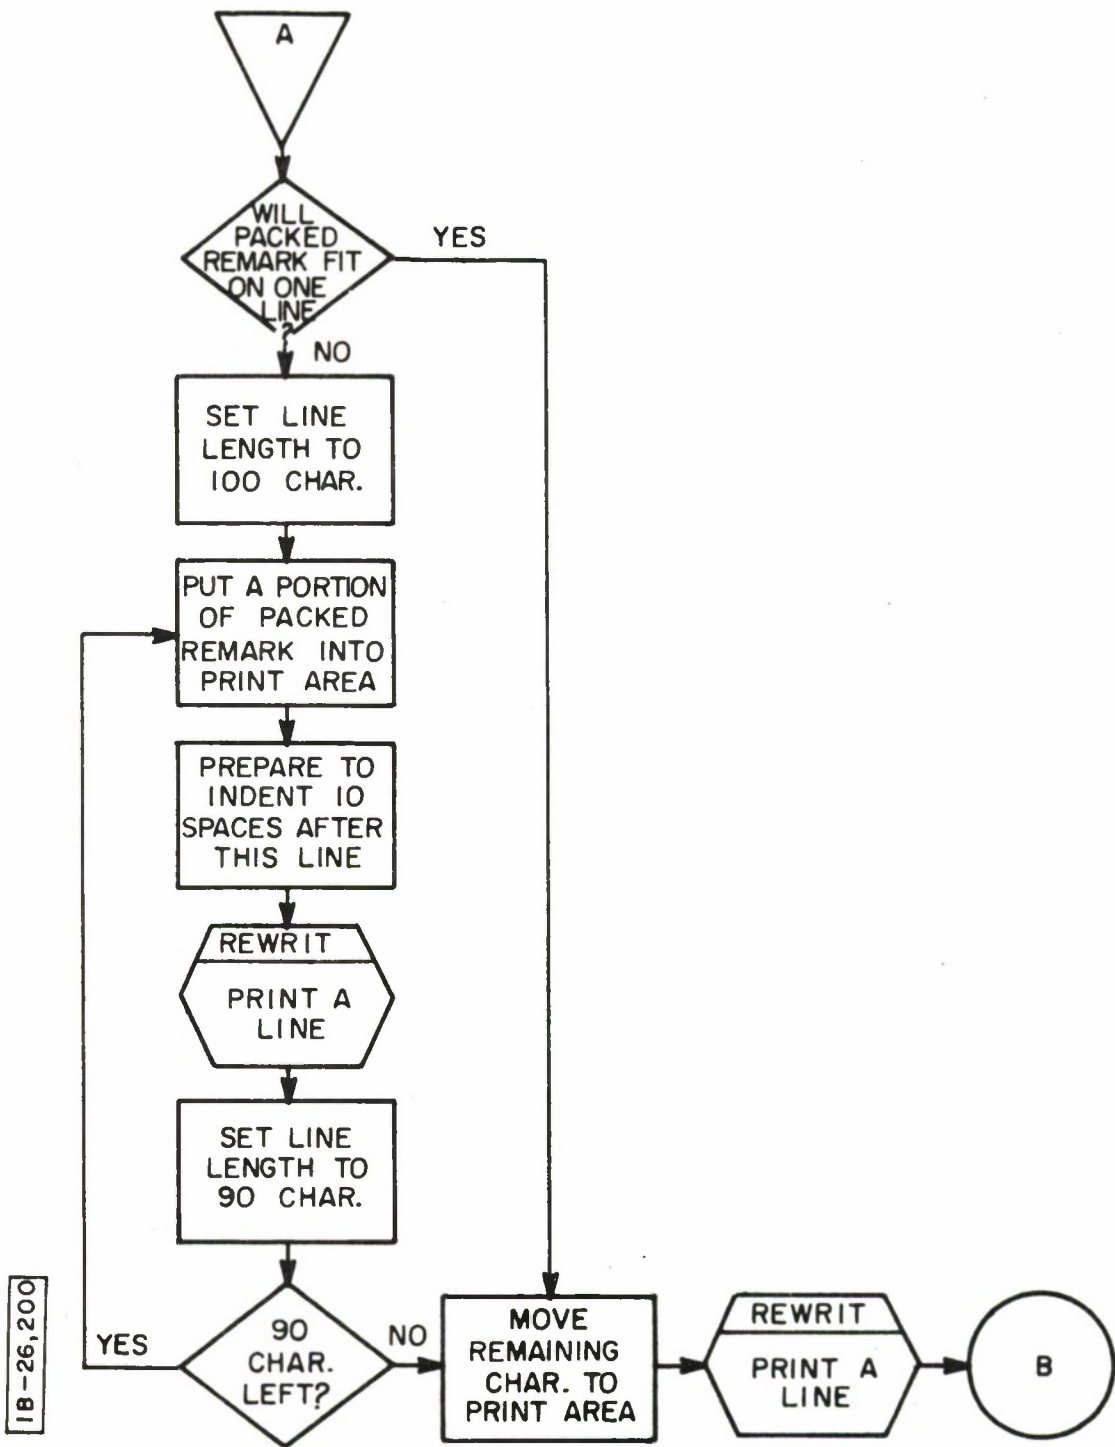 A
WILL
PACKED
REMARK FIT
ON ONE
LINE
?
YES
NO
SET LINE
LENGTH TO
100 CHAR.
PUT A PORTION
OF PACKED
REMARK INTO
PRINT AREA
PREPARE TO
INDENT 10
SPACES AFTER
THIS LINE
REWRIT
PRINT A
LINE
SET LINE
LENGTH TO
90 CHAR.
90
CHAR.
LEFT?
YES
NO
MOVE
REMAINING
CHAR. TO
PRINT AREA
REWRIT
PRINT A
LINE
B
1B-26,200